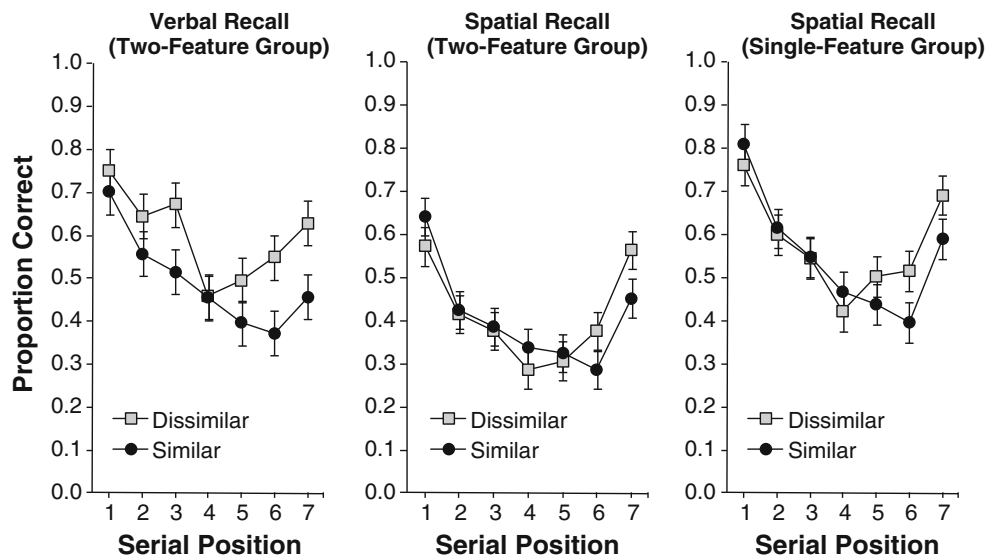 Verbal Recall
(Two-Feature Group)
Spatial Recall
(Two-Feature Group)
Spatial Recall
(Single-Feature Group)
Proportion Correct
1.0
0.9
0.8
0.7
0.6
0.5
0.4
0.3
0.2
0.1
0.0
Dissimilar
Similar
1 2 3 4 5 6 7
Serial Position
1.0
0.9
0.8
0.7
0.6
0.5
0.4
0.3
0.2
0.1
0.0
Dissimilar
Similar
1 2 3 4 5 6 7
Serial Position
1.0
0.9
0.8
0.7
0.6
0.5
0.4
0.3
0.2
0.1
0.0
Dissimilar
Similar
1 2 3 4 5 6 7
Serial Position